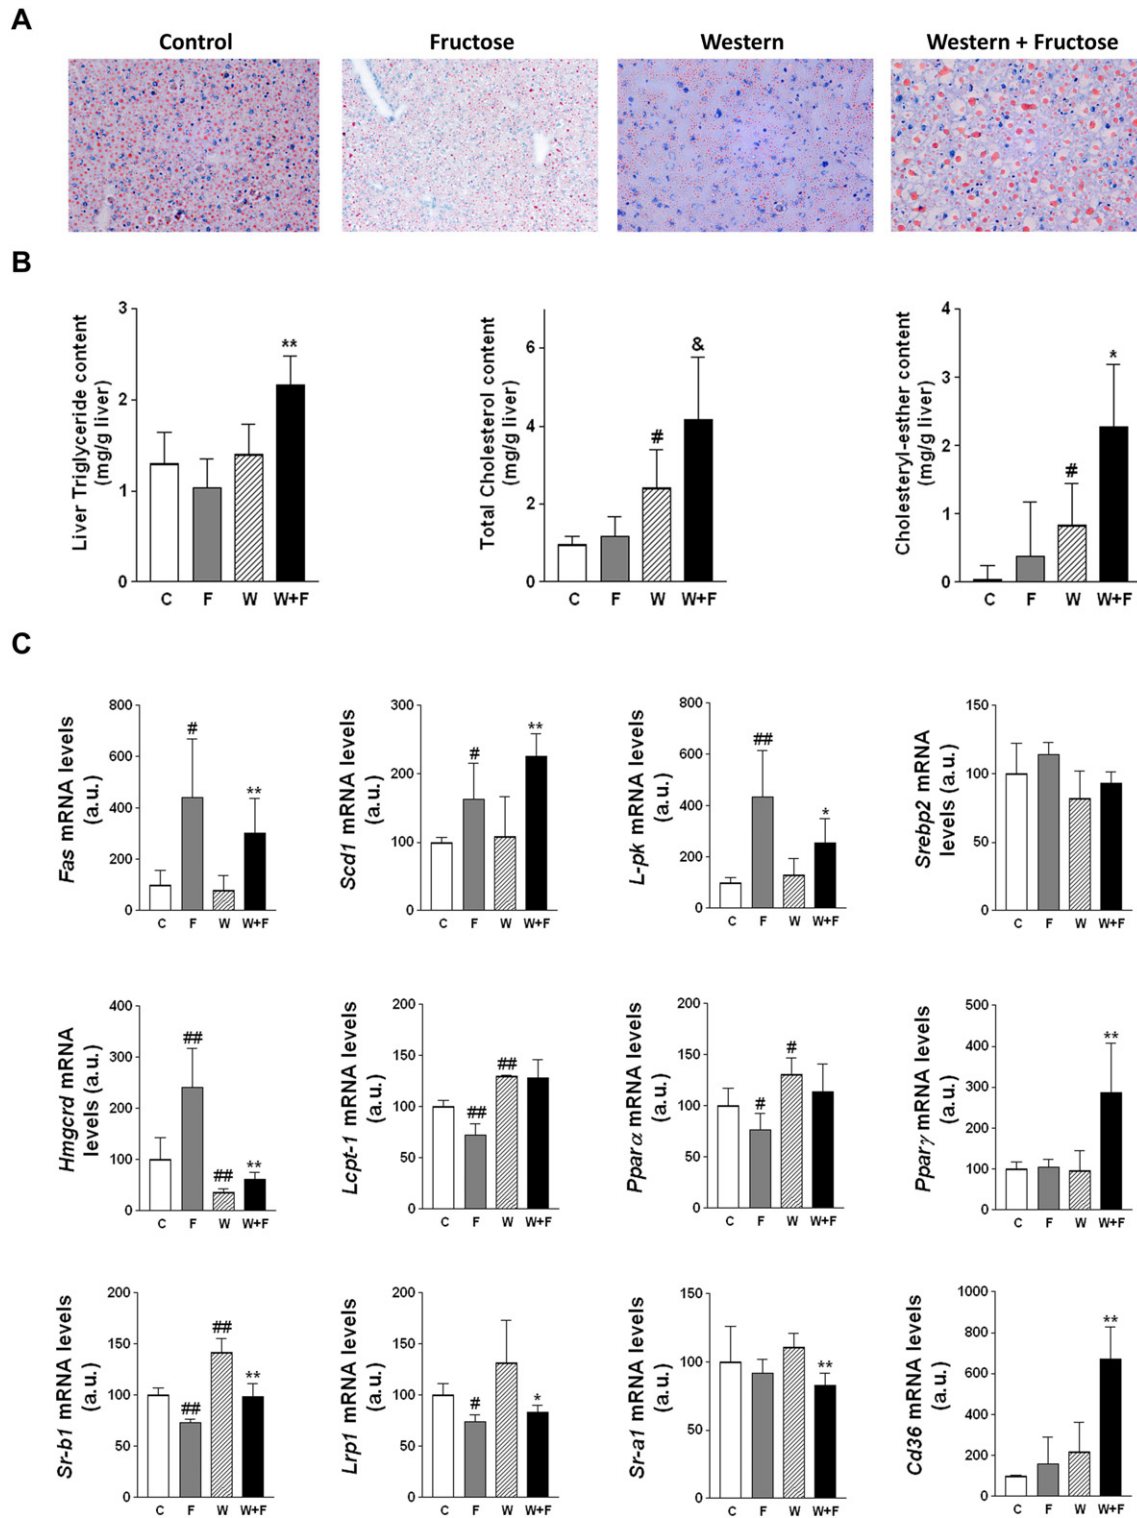 A
Control
Fructose
Western
Western + Fructose
B
Liver Triglyceride content
(mg/g liver)
3
2
1
0
**
C F W W+F
Total Cholesterol content
(mg/g liver)
6
4
2
0
#
&
C F W W+F
Cholesteryl-esther content
(mg/g liver)
4
3
2
1
0
#
*
C F W W+F
C
Fas mRNA levels
(a.u.)
800
600
400
200
0
#
**
C F W W+F
Scd1 mRNA levels
(a.u.)
300
200
100
0
#
**
C F W W+F
L-pk mRNA levels
(a.u.)
800
600
400
200
0
##
*
C F W W+F
Srebp2 mRNA
levels (a.u.)
150
100
50
0
C F W W+F
Hmgcrd mRNA
levels (a.u.)
400
300
200
100
0
##
##
**
C F W W+F
Lcpt-1 mRNA levels
(a.u.)
200
150
100
50
0
##
##
C F W W+F
Pparα mRNA levels
(a.u.)
200
150
100
50
0
#
#
C F W W+F
Pparγ mRNA levels
(a.u.)
500
400
300
200
100
0
**
C F W W+F
Sr-b1 mRNA levels
(a.u.)
200
150
100
50
0
##
##
**
C F W W+F
Lrp1 mRNA levels
(a.u.)
200
150
100
50
0
#
*
C F W W+F
Sr-a1 mRNA levels
(a.u.)
150
100
50
0
**
C F W W+F
Cd36 mRNA levels
(a.u.)
1000
800
600
400
200
0
**
C F W W+F